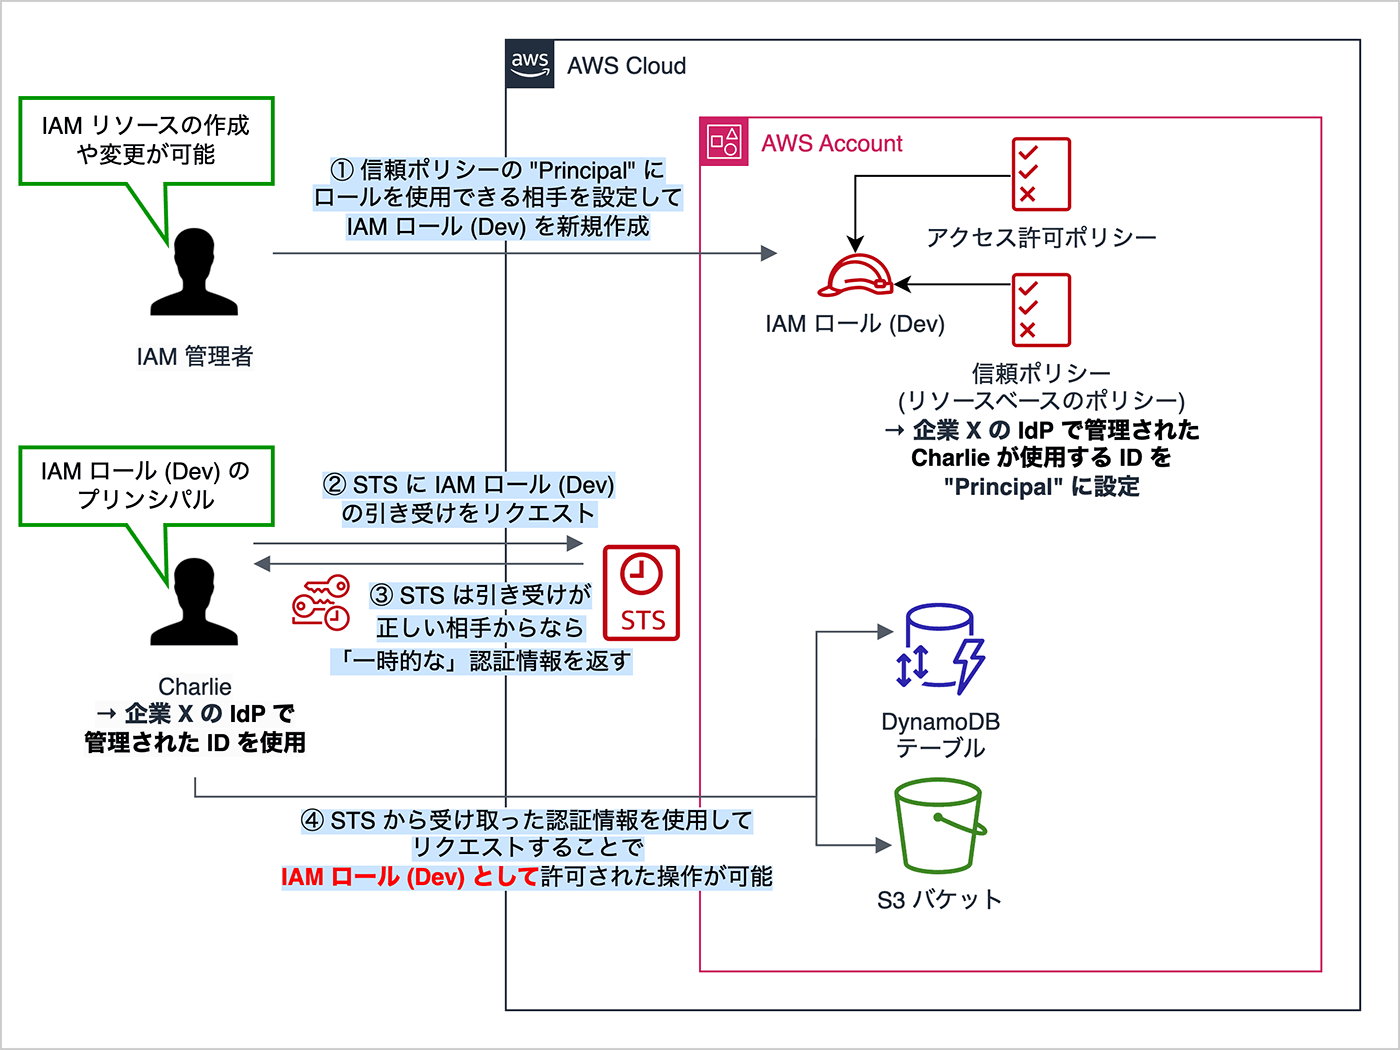 aws
AWS Cloud
AWS Account
IAM リソースの作成
や変更が可能
IAM 管理者
① 信頼ポリシーの "Principal" に
ロールを使用できる相手を設定して
IAM ロール (Dev) を新規作成
アクセス許可ポリシー
IAM ロール (Dev)
信頼ポリシー
(リソースベースのポリシー)
→ 企業 X の IdP で管理された
Charlie が使用する ID を
"Principal" に設定
IAM ロール (Dev) の
プリンシパル
② STS に IAM ロール (Dev)
の引き受けをリクエスト
③ STS は引き受けが
正しい相手からなら
「一時的な」認証情報を返す
STS
Charlie
→ 企業 X の IdP で
管理された ID を使用
④ STS から受け取った認証情報を使用して
リクエストすることで
IAM ロール (Dev) として許可された操作が可能
DynamoDB
テーブル
S3 バケット